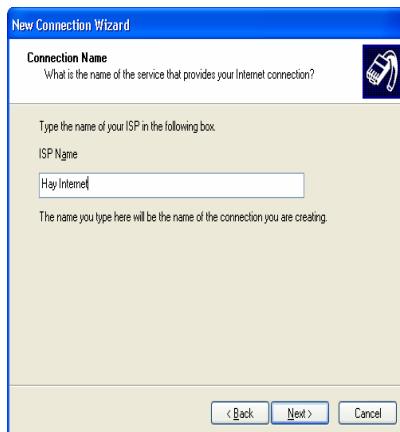 New Connection Wizard
Connection Name
What is the name of the service that provides your Internet connection?
Type the name of your ISP in the following box.
ISP Name
Hay Internet
The name you type here will be the name of the connection you are creating.
< Back Next > Cancel